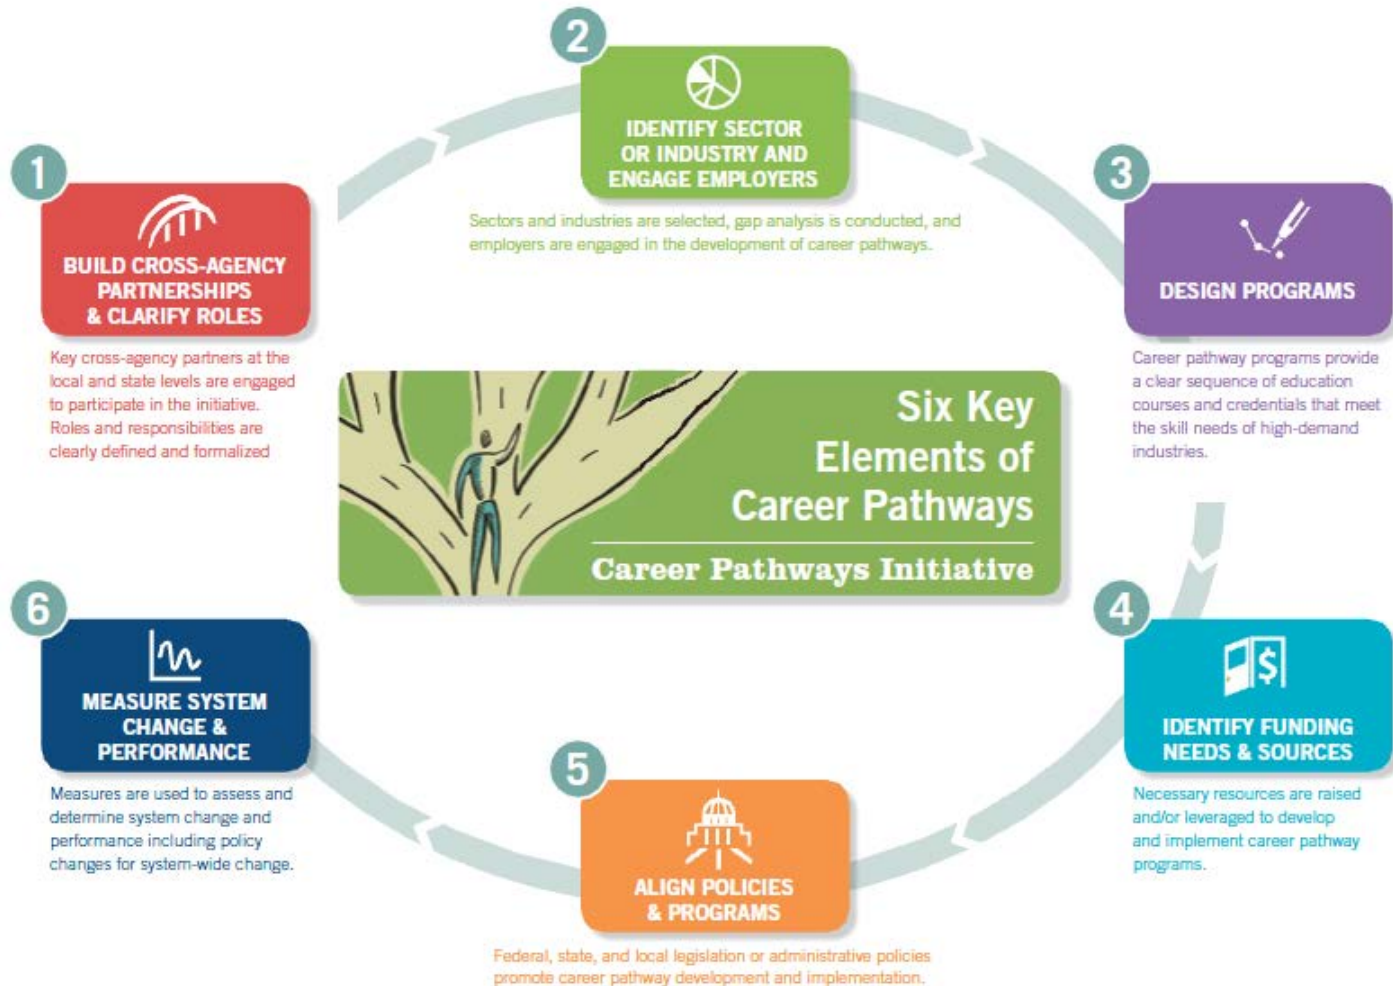 1
BUILD CROSS-AGENCY
PARTNERSHIPS
& CLARIFY ROLES
Key cross-agency partners at the
local and state levels are engaged
to participate in the initiative.
Roles and responsibilities are
clearly defined and formalized
2
IDENTIFY SECTOR
OR INDUSTRY AND
ENGAGE EMPLOYERS
Sectors and industries are selected, gap analysis is conducted, and
employers are engaged in the development of career pathways.
3
DESIGN PROGRAMS
Career pathway programs provide
a clear sequence of education
courses and credentials that meet
the skill needs of high-demand
industries.
Six Key
Elements of
Career Pathways
Career Pathways Initiative
4
$
IDENTIFY FUNDING
NEEDS & SOURCES
Necessary resources are raised
and/or leveraged to develop
and implement career pathway
programs.
5
ALIGN POLICIES
& PROGRAMS
Federal, state, and local legislation or administrative policies
promote career pathway development and implementation.
6
MEASURE SYSTEM
CHANGE &
PERFORMANCE
Measures are used to assess and
determine system change and
performance including policy
changes for system-wide change.